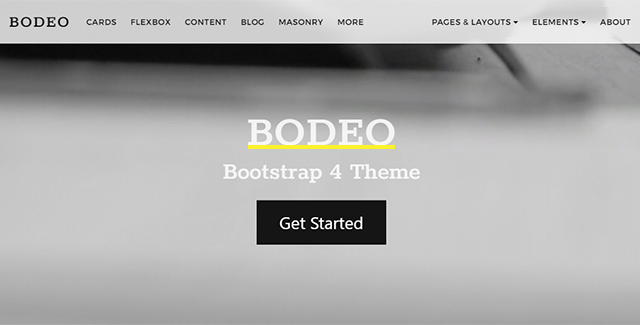 BODEO CARDS FLEXBOX CONTENT BLOG MASONRY MORE PAGES & LAYOUTS ELEMENTS ABOUT
BODEO
Bootstrap 4 Theme
Get Started